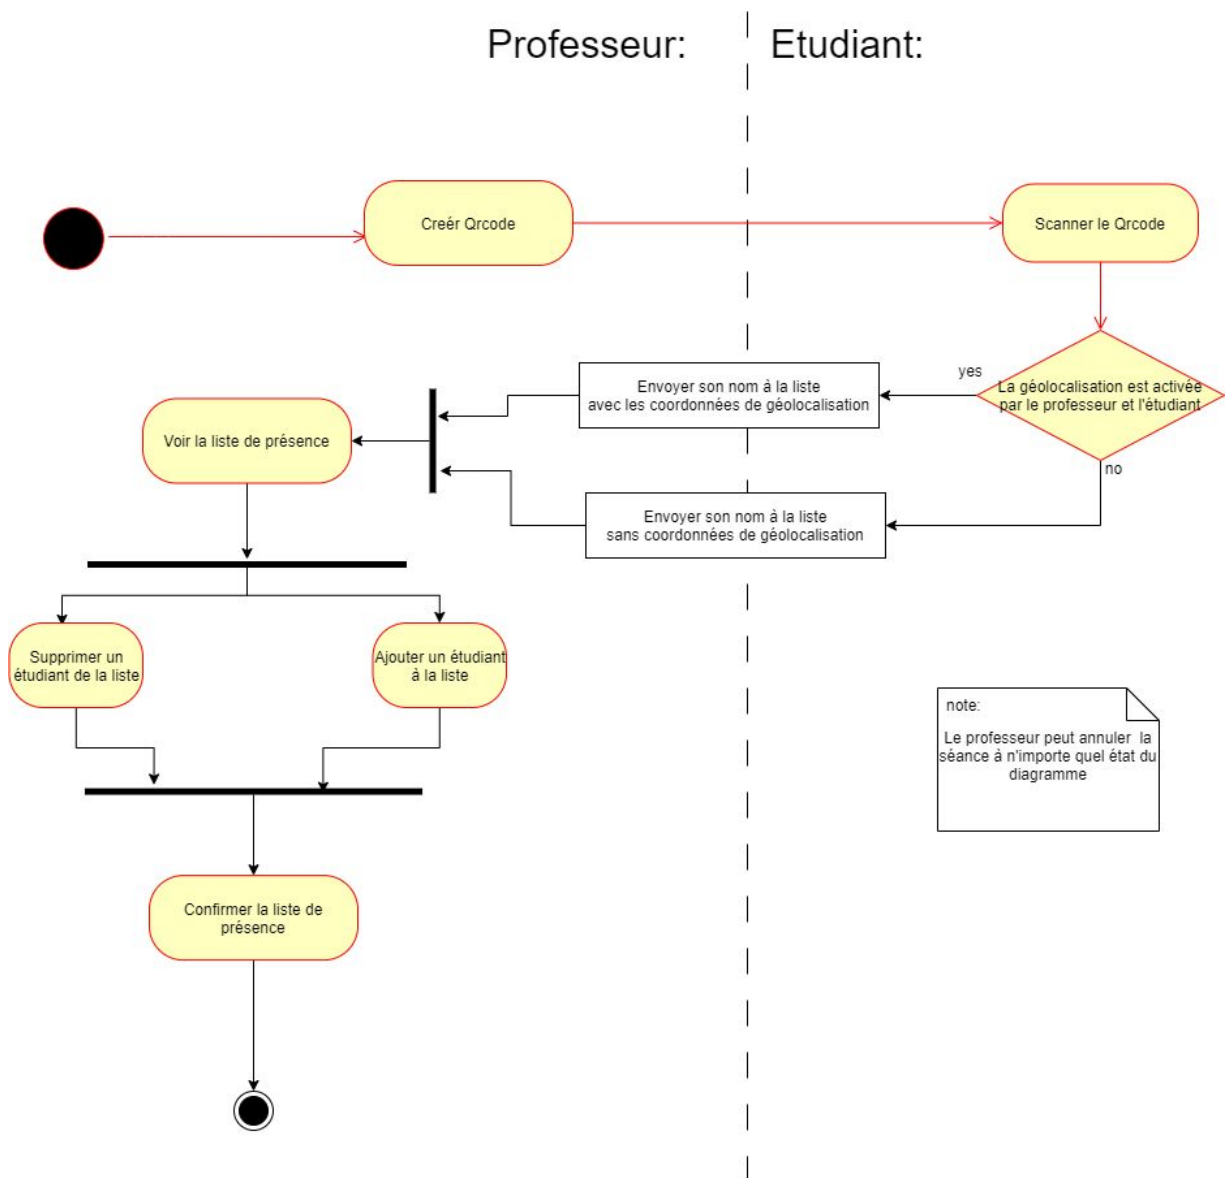 Professeur:
Etudiant:
Creér Qrcode
Scanner le Qrcode
yes
La géolocalisation est activée
par le professeur et l'étudiant
no
Envoyer son nom à la liste
avec les coordonnées de géolocalisation
Envoyer son nom à la liste
sans coordonnées de géolocalisation
Voir la liste de présence
Supprimer un
étudiant de la liste
Ajouter un étudiant
à la liste
note:
Le professeur peut annuler la
séance à n'importe quel état du
diagramme
Confirmer la liste de
présence